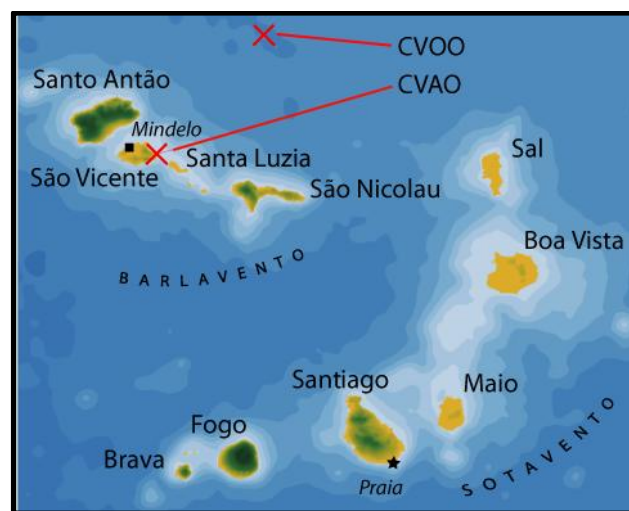 CVOO
Santo Antão
CVAO
Mindelo
Santa Luzia
Sal
São Vicente
São Nicolau
Boa Vista
BARLAVENTO
Santiago
Maio
Fogo
Brava
Praia
SOTAVENTO